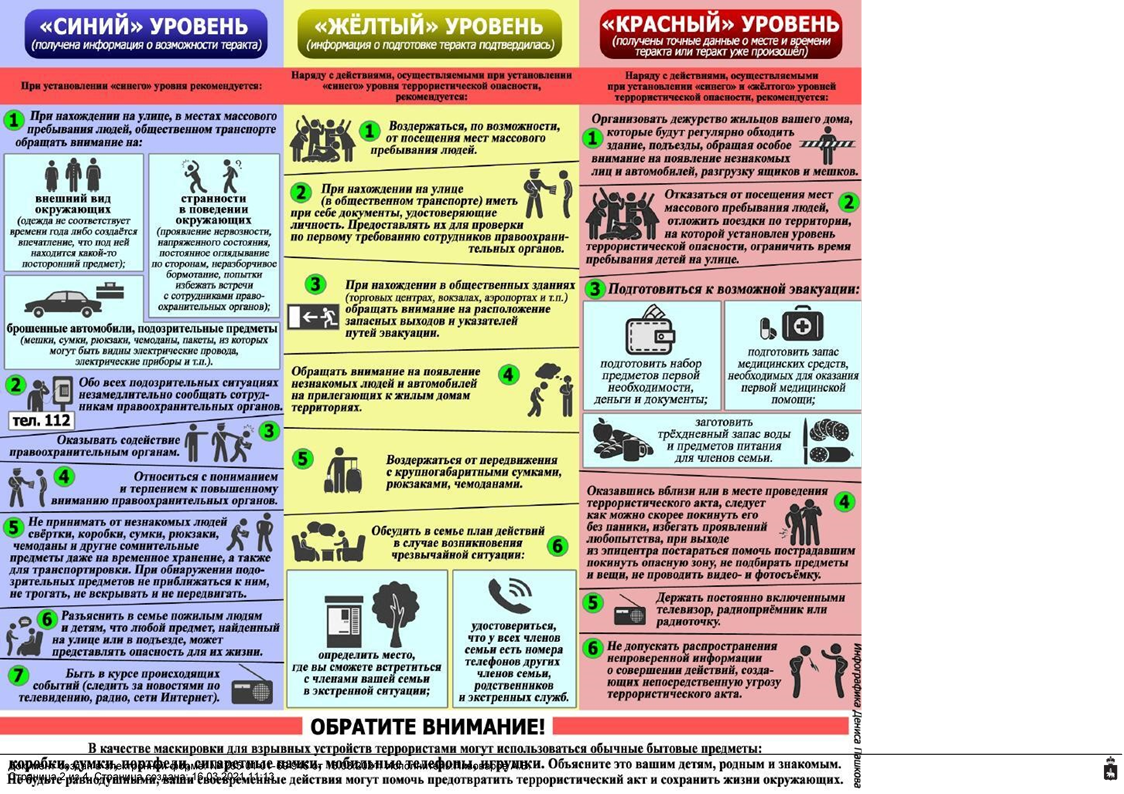 «СИНИЙ» УРОВЕНЬ
(получена информация о возможности теракта)
При установлении «синего» уровня рекомендуется:
1 При нахождении на улице, в местах массового
пребывания людей, общественном транспорте
обращать внимание на:
внешний вид
окружающих
(одежда не соответствует
времени года либо создаётся
впечатление, что под ней
находится какой-то
посторонний предмет);
странности
в поведении
окружающих
(проявление нервозности,
напряженного состояния,
постоянное оглядывание
по сторонам, неразборчивое
бормотание, попытки
избежать встречи
с сотрудниками право-
охранительных органов);
брошенные автомобили, подозрительные предметы
(мешки, сумки, рюкзаки, чемоданы, пакеты, из которых
могут быть видны электрические провода,
электрические приборы и т.п.).
2 Обо всех подозрительных ситуациях
незамедлительно сообщать сотруд-
никам правоохранительных органов.
тел. 112
3
Оказывать содействие
правоохранительным органам.
4 Относиться с пониманием
и терпением к повышенному
вниманию правоохранительных органов.
5 Не принимать от незнакомых людей
свёртки, коробки, сумки, рюкзаки,
чемоданы и другие сомнительные
предметы даже на временное хранение, а также
для транспортировки. При обнаружении подо-
зрительных предметов не приближаться к ним,
не трогать, не вскрывать и не передвигать.
6 Разъяснить в семье пожилым людям
и детям, что любой предмет, найденный
на улице или в подъезде, может
представлять опасность для их жизни.
7 Быть в курсе происходящих
событий (следить за новостями по
телевидению, радио, сети Интернет).
«ЖЁЛТЫЙ» УРОВЕНЬ
(информация о подготовке теракта подтвердилась)
Наряду с действиями, осуществляемыми при установлении
«синего» уровня террористической опасности,
рекомендуется:
1 Воздержаться, по возможности,
от посещения мест массового
пребывания людей.
2 При нахождении на улице
(в общественном транспорте) иметь
при себе документы, удостоверяющие
личность. Предоставлять их для проверки
по первому требованию сотрудников правоохрани-
тельных органов.
3 При нахождении в общественных зданиях
(торговых центрах, вокзалах, аэропортах и т.п.)
обращать внимание на расположение
запасных выходов и указателей
путей эвакуации.
Обращать внимание на появление
незнакомых людей и автомобилей 4
на прилегающих к жилым домам
территориях.
5 Воздержаться от передвижения
с крупногабаритными сумками,
рюкзаками, чемоданами.
Обсудить в семье план действий
в случае возникновения 6
чрезвычайной ситуации:
определить место,
где вы сможете встретиться
с членами вашей семьи
в экстренной ситуации;
удостовериться,
что у всех членов
семьи есть номера
телефонов других
членов семьи,
родственников
и экстренных служб.
«КРАСНЫЙ» УРОВЕНЬ
(получены точные данные о месте и времени
теракта или теракт уже произошёл)
Наряду с действиями, осуществляемыми
при установлении «синего» и «жёлтого» уровней
террористической опасности, рекомендуется:
Организовать дежурство жильцов вашего дома,
которые будут регулярно обходить
1 здание, подъезды, обращая особое
внимание на появление незнакомых
лиц и автомобилей, разгрузку ящиков и мешков.
Отказаться от посещения мест
массового пребывания людей, 2
отложить поездки по территории,
на которой установлен уровень
террористической опасности, ограничить время
пребывания детей на улице.
3 Подготовиться к возможной эвакуации:
подготовить набор
предметов первой
необходимости,
деньги и документы;
подготовить запас
медицинских средств,
необходимых для оказания
первой медицинской
помощи;
заготовить
трёхдневный запас воды
и предметов питания
для членов семьи.
Оказавшись вблизи или в месте проведения
террористического акта, следует 4
как можно скорее покинуть его
без паники, избегать проявлений
любопытства, при выходе
из эпицентра постараться помочь пострадавшим
покинуть опасную зону, не подбирать предметы
и вещи, не проводить видео- и фотосъёмку.
5 Держать постоянно включенными
телевизор, радиоприёмник или
радиоточку.
6 Не допускать распространения
непроверенной информации
о совершении действий, созда-
ющих непосредственную угрозу
террористического акта.
Инфографика Дениса Пашкова
ОБРАТИТЕ ВНИМАНИЕ!
В качестве маскировки для взрывных устройств террористами могут использоваться обычные бытовые предметы:
коробки, сумки, портфели, сигаретные пачки, мобильные телефоны, игрушки. Объясните это вашим детям, родным и знакомым.
Не будьте равнодушными, ваши своевременные действия могут помочь предотвратить террористический акт и сохранить жизни окружающих.
Страница 2 из 4. Страница создана: 16.03.2021 11:13